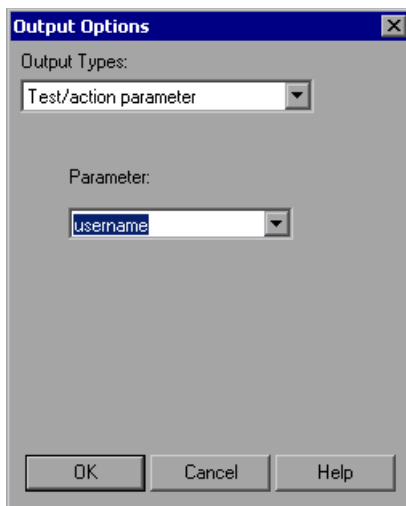 Output Options
Output Types:
Test/action parameter
Parameter:
username
OK Cancel Help